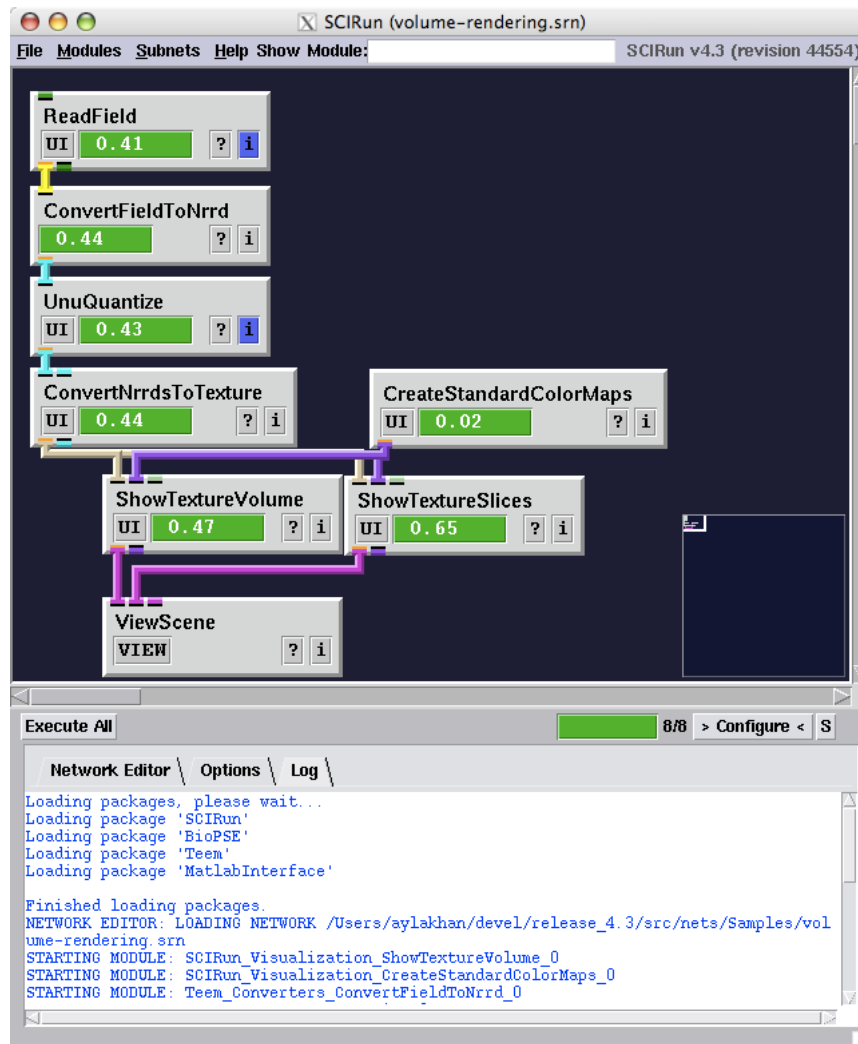 SCIRun (volume-rendering.srn)
File Modules Subnets Help Show Module: SCIRun v4.3 (revision 44554)
ReadField
UI 0.41 ? i
ConvertFieldToNrrd
0.44 ? i
UnuQuantize
UI 0.43 ? i
ConvertNrrdsToTexture
UI 0.44 ? i
CreateStandardColorMaps
UI 0.02 ? i
ShowTextureVolume
UI 0.47 ? i
ShowTextureSlices
UI 0.65 ? i
ViewScene
VIEW ? i
Execute All 8/8 > Configure < S
Network Editor \ Options \ Log \
Loading packages, please wait...
Loading package 'SCIRun'
Loading package 'BioPSE'
Loading package 'Teem'
Loading package 'MatlabInterface'
Finished loading packages.
NETWORK EDITOR: LOADING NETWORK /Users/aylakhan/devel/release_4.3/src/nets/Samples/vol
ume-rendering.srn
STARTING MODULE: SCIRun_Visualization_ShowTextureVolume_0
STARTING MODULE: SCIRun_Visualization_CreateStandardColorMaps_0
STARTING MODULE: Teem_Converters_ConvertFieldToNrrd_0